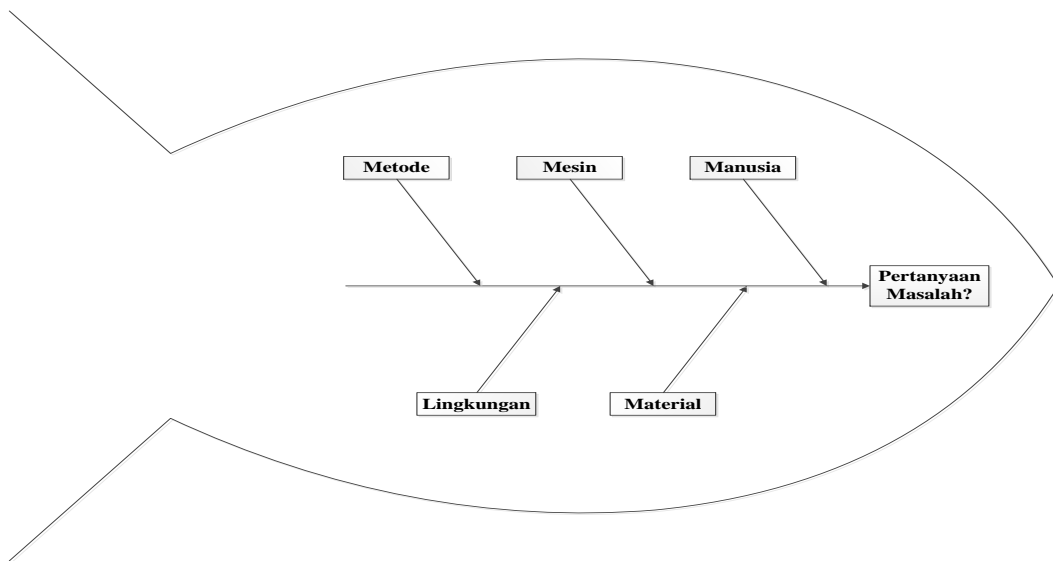 Metode
Mesin
Manusia
Pertanyaan
Masalah?
Lingkungan
Material